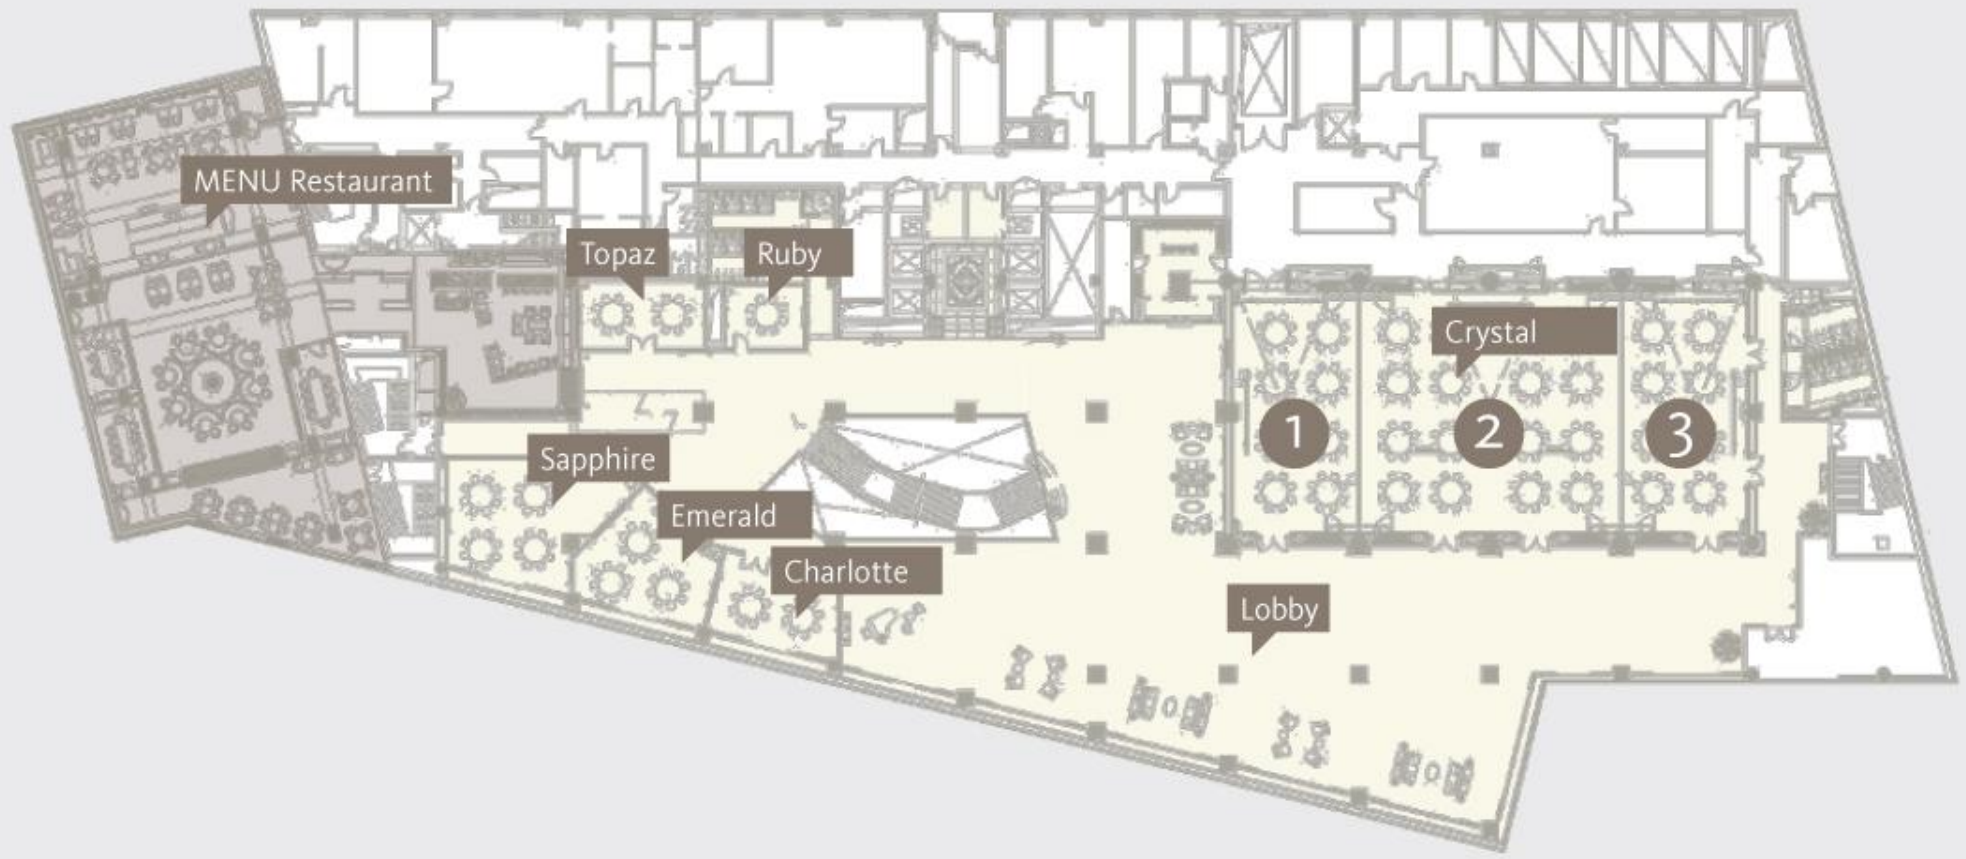 MENU Restaurant
Topaz
Ruby
Crystal
1
2
3
Sapphire
Emerald
Charlotte
Lobby